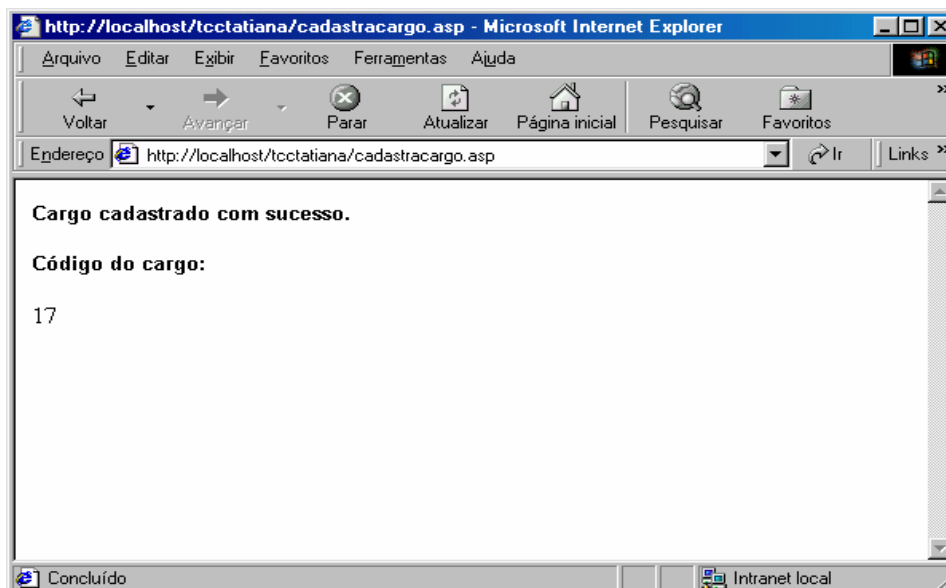 http://localhost/tcctatiana/cadastracargo.asp - Microsoft Internet Explorer
Arquivo Editar Exibir Favoritos Ferramentas Ajuda
Voltar Avançar Parar Atualizar Página inicial Pesquisar Favoritos »
Endereço http://localhost/tcctatiana/cadastracargo.asp Ir Links »
Cargo cadastrado com sucesso.
Código do cargo:
17
Concluído Intranet local